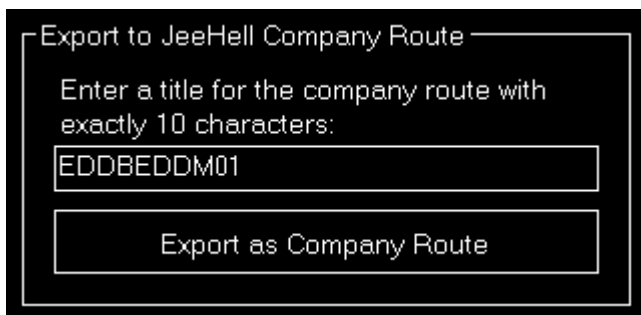 Export to JeeHell Company Route
Enter a title for the company route with
exactly 10 characters:
EDDBEDDM01
Export as Company Route